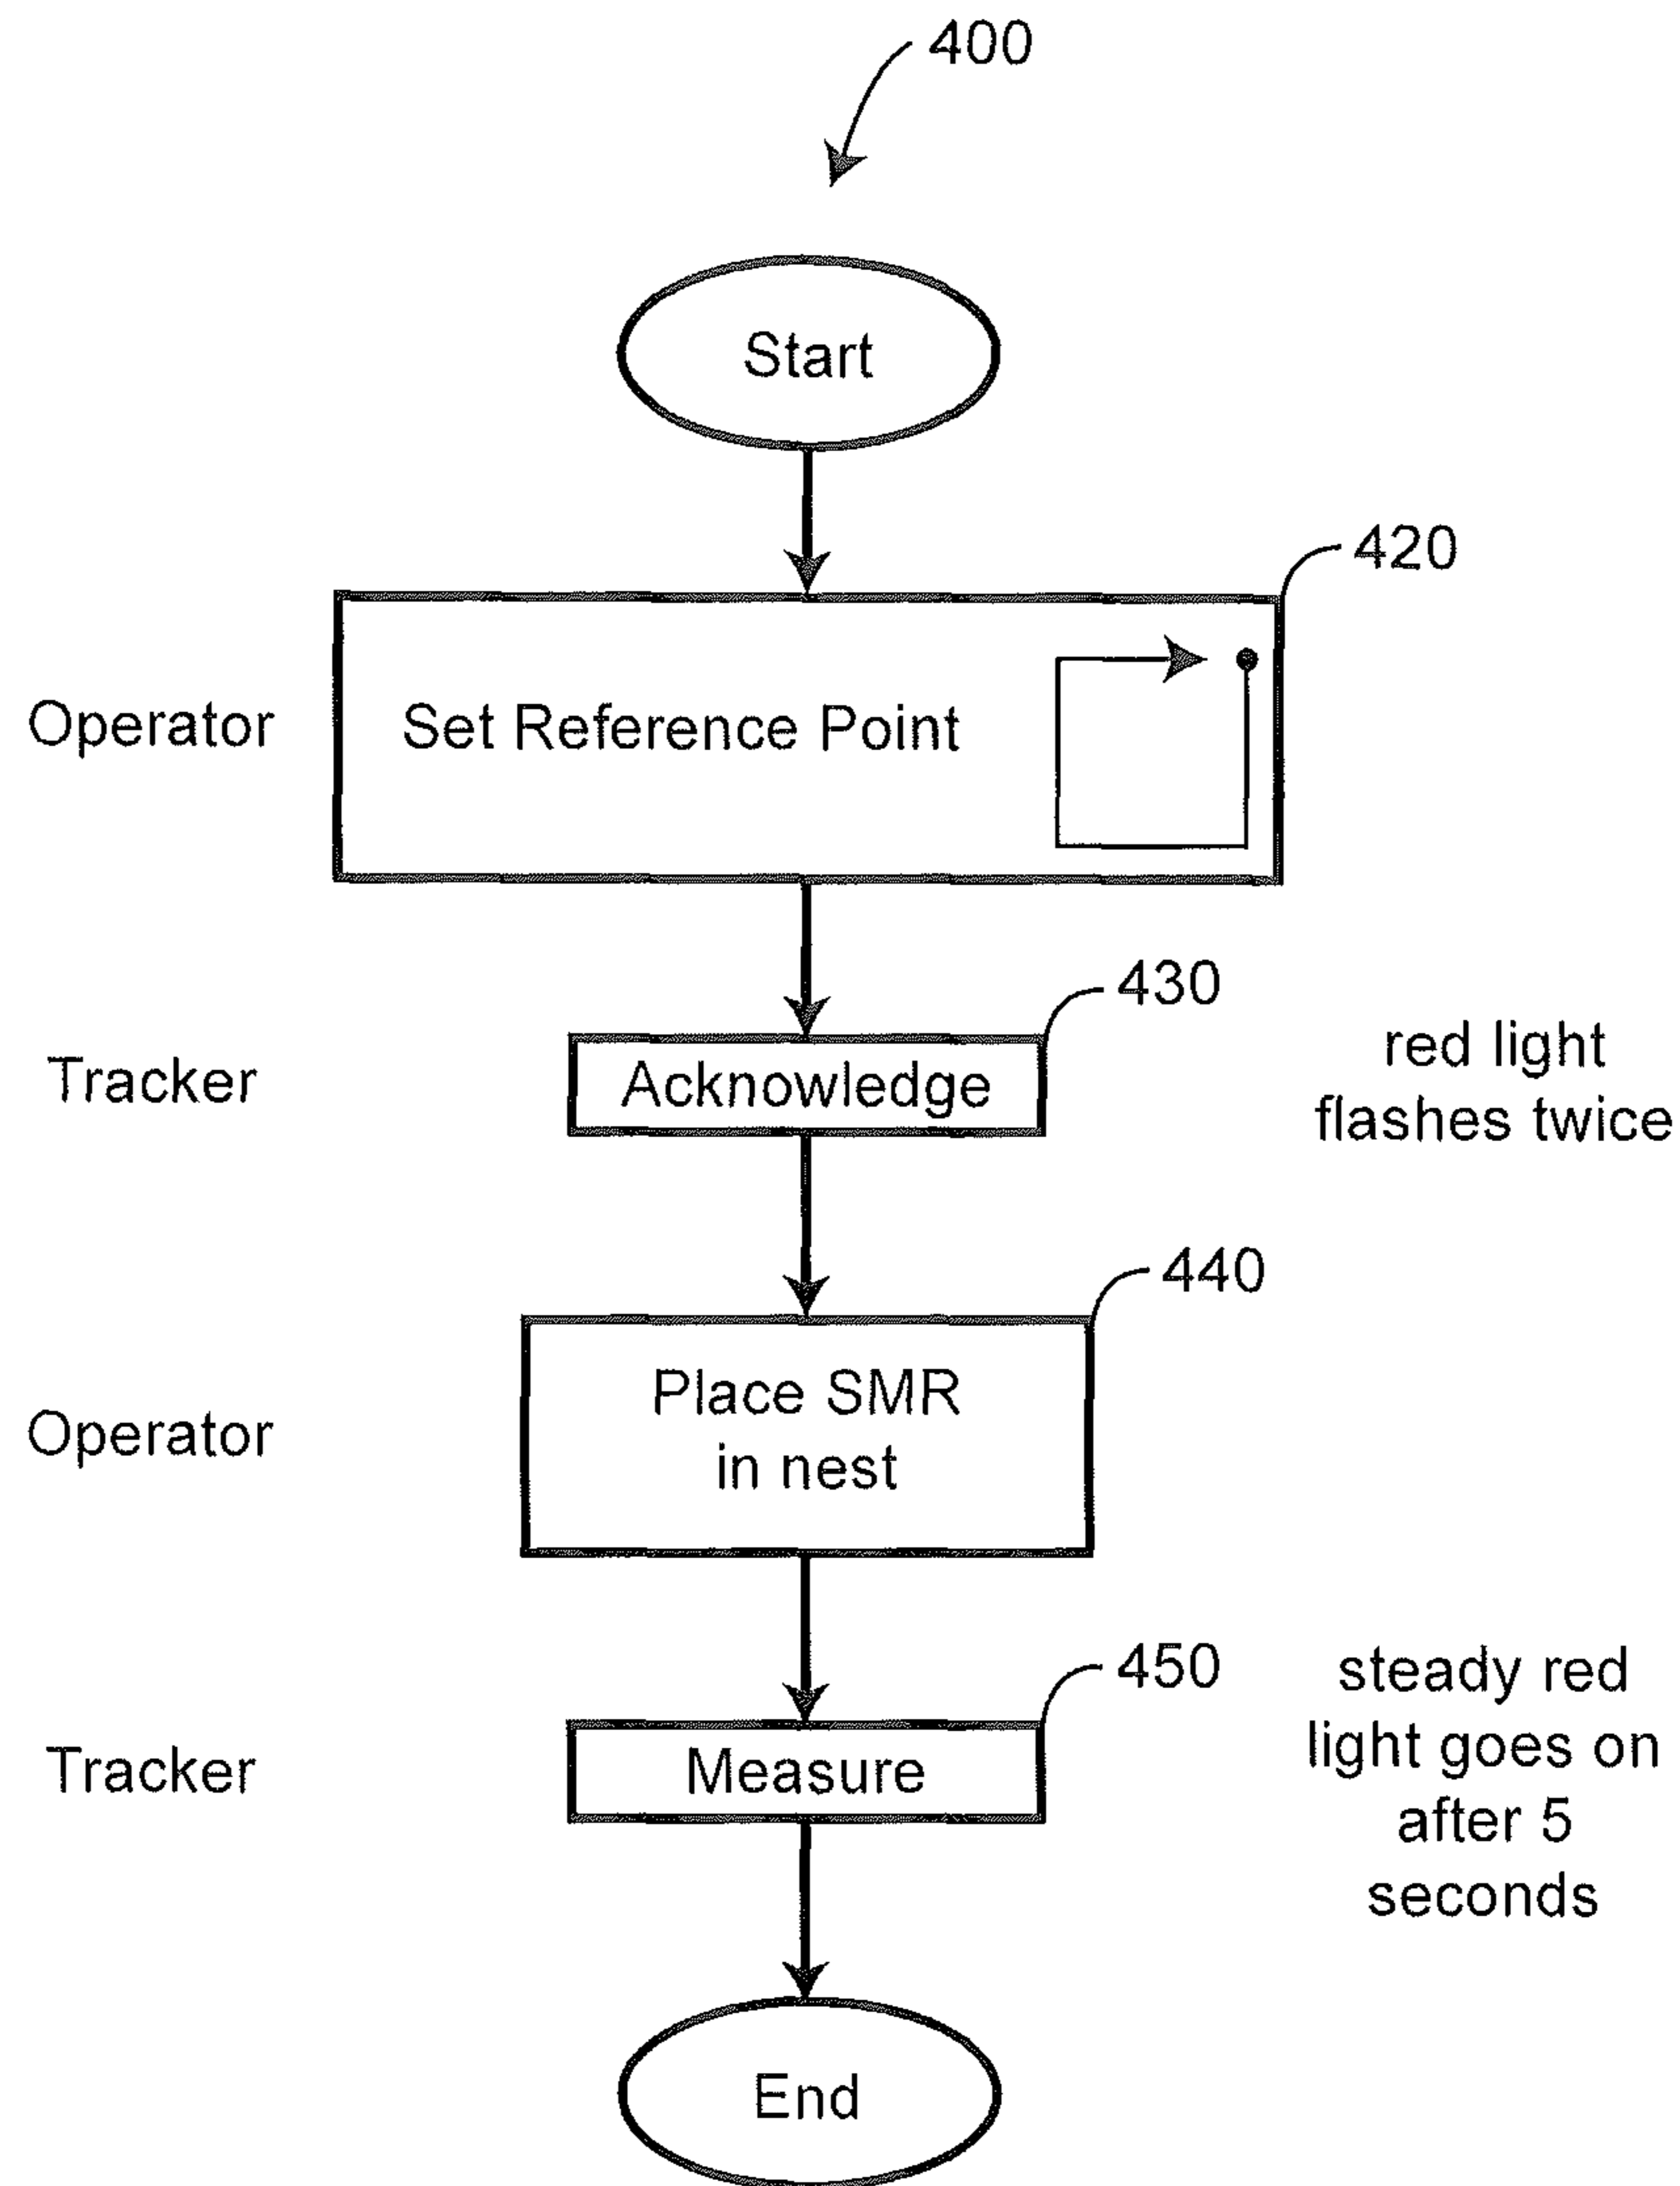 400
Start
420
Operator
Set Reference Point
430
Tracker
Acknowledge
red light
flashes twice
440
Operator
Place SMR
in nest
450
Tracker
Measure
steady red
light goes on
after 5
seconds
End